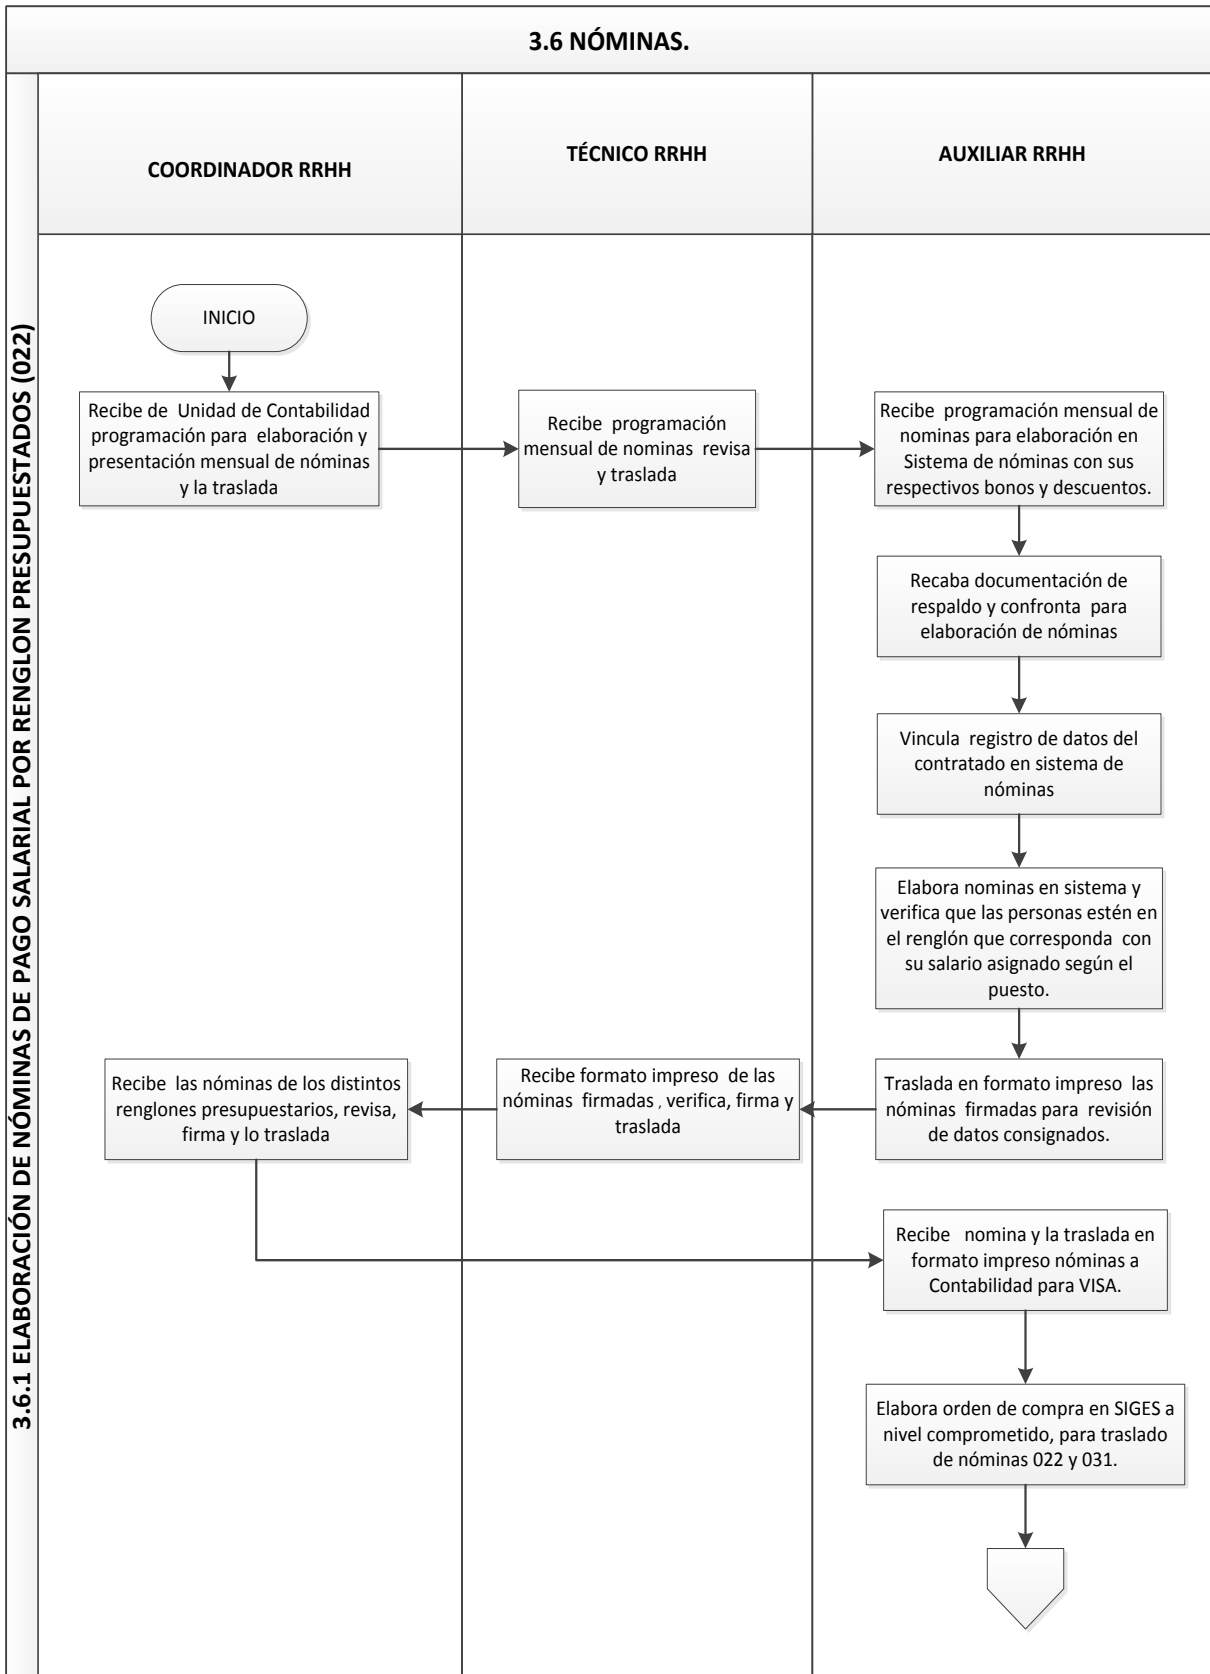 3.6 NÓMINAS.
COORDINADOR RRHH
TÉCNICO RRHH
AUXILIAR RRHH
3.6.1 ELABORACIÓN DE NÓMINAS DE PAGO SALARIAL POR RENGLON PRESUPUESTADOS (022)
INICIO
Recibe de Unidad de Contabilidad
programación para elaboración y
presentación mensual de nóminas
y la traslada
Recibe programación
mensual de nominas revisa
y traslada
Recibe programación mensual de
nominas para elaboración en
Sistema de nóminas con sus
respectivos bonos y descuentos.
Recaba documentación de
respaldo y confronta para
elaboración de nóminas
Vincula registro de datos del
contratado en sistema de
nóminas
Elabora nominas en sistema y
verifica que las personas estén en
el renglón que corresponda con
su salario asignado según el
puesto.
Traslada en formato impreso las
nóminas firmadas para revisión
de datos consignados.
Recibe formato impreso de las
nóminas firmadas , verifica, firma y
traslada
Recibe las nóminas de los distintos
renglones presupuestarios, revisa,
firma y lo traslada
Recibe nomina y la traslada en
formato impreso nóminas a
Contabilidad para VISA.
Elabora orden de compra en SIGES a
nivel comprometido, para traslado
de nóminas 022 y 031.